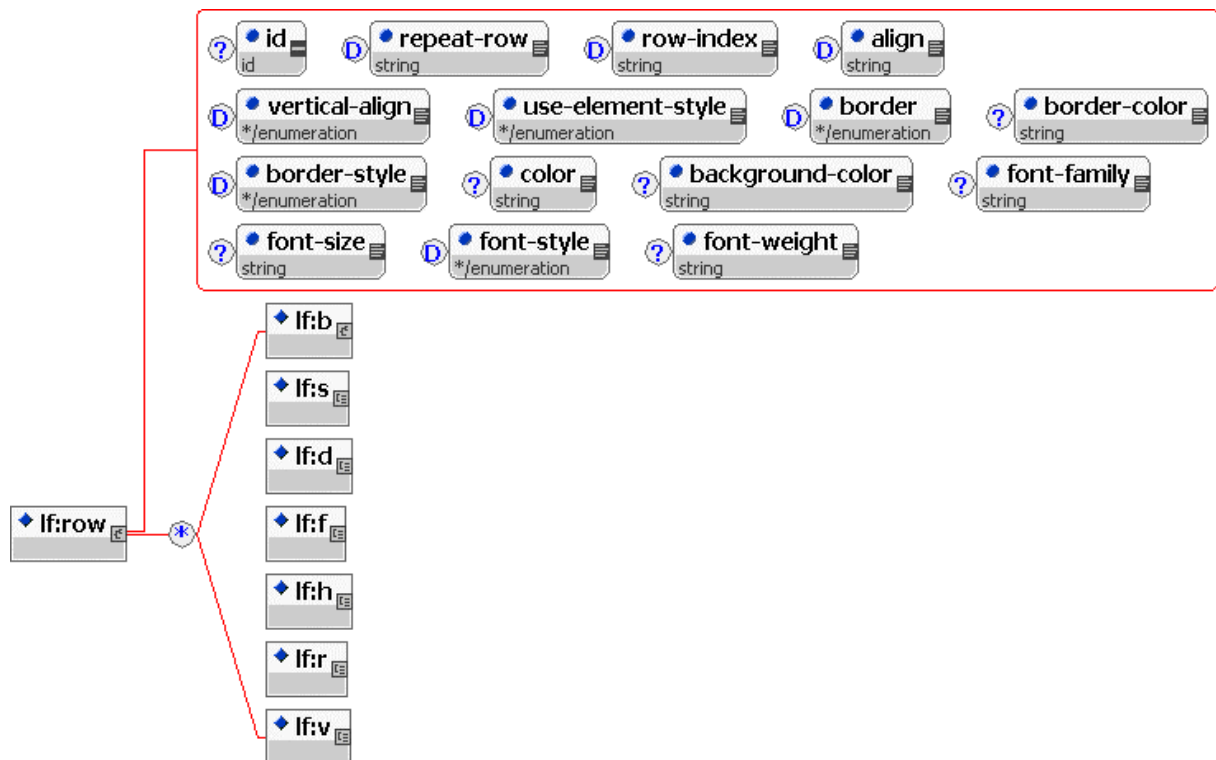 ? id D repeat-row D row-index D align
id string string string
D vertical-align D use-element-style D border ? border-color
*/enumeration */enumeration */enumeration string
D border-style ? color ? background-color ? font-family
*/enumeration string string string
? font-size D font-style ? font-weight
string */enumeration string
lf:b
lf:s
lf:d
lf:row * lf:f
lf:h
lf:r
lf:v